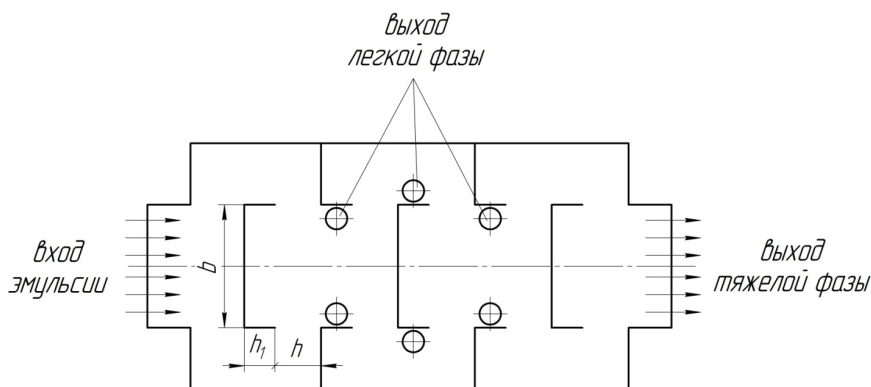 выход
легкой фазы
вход
эмульсии
b
h₁
h
выход
тяжелой фазы